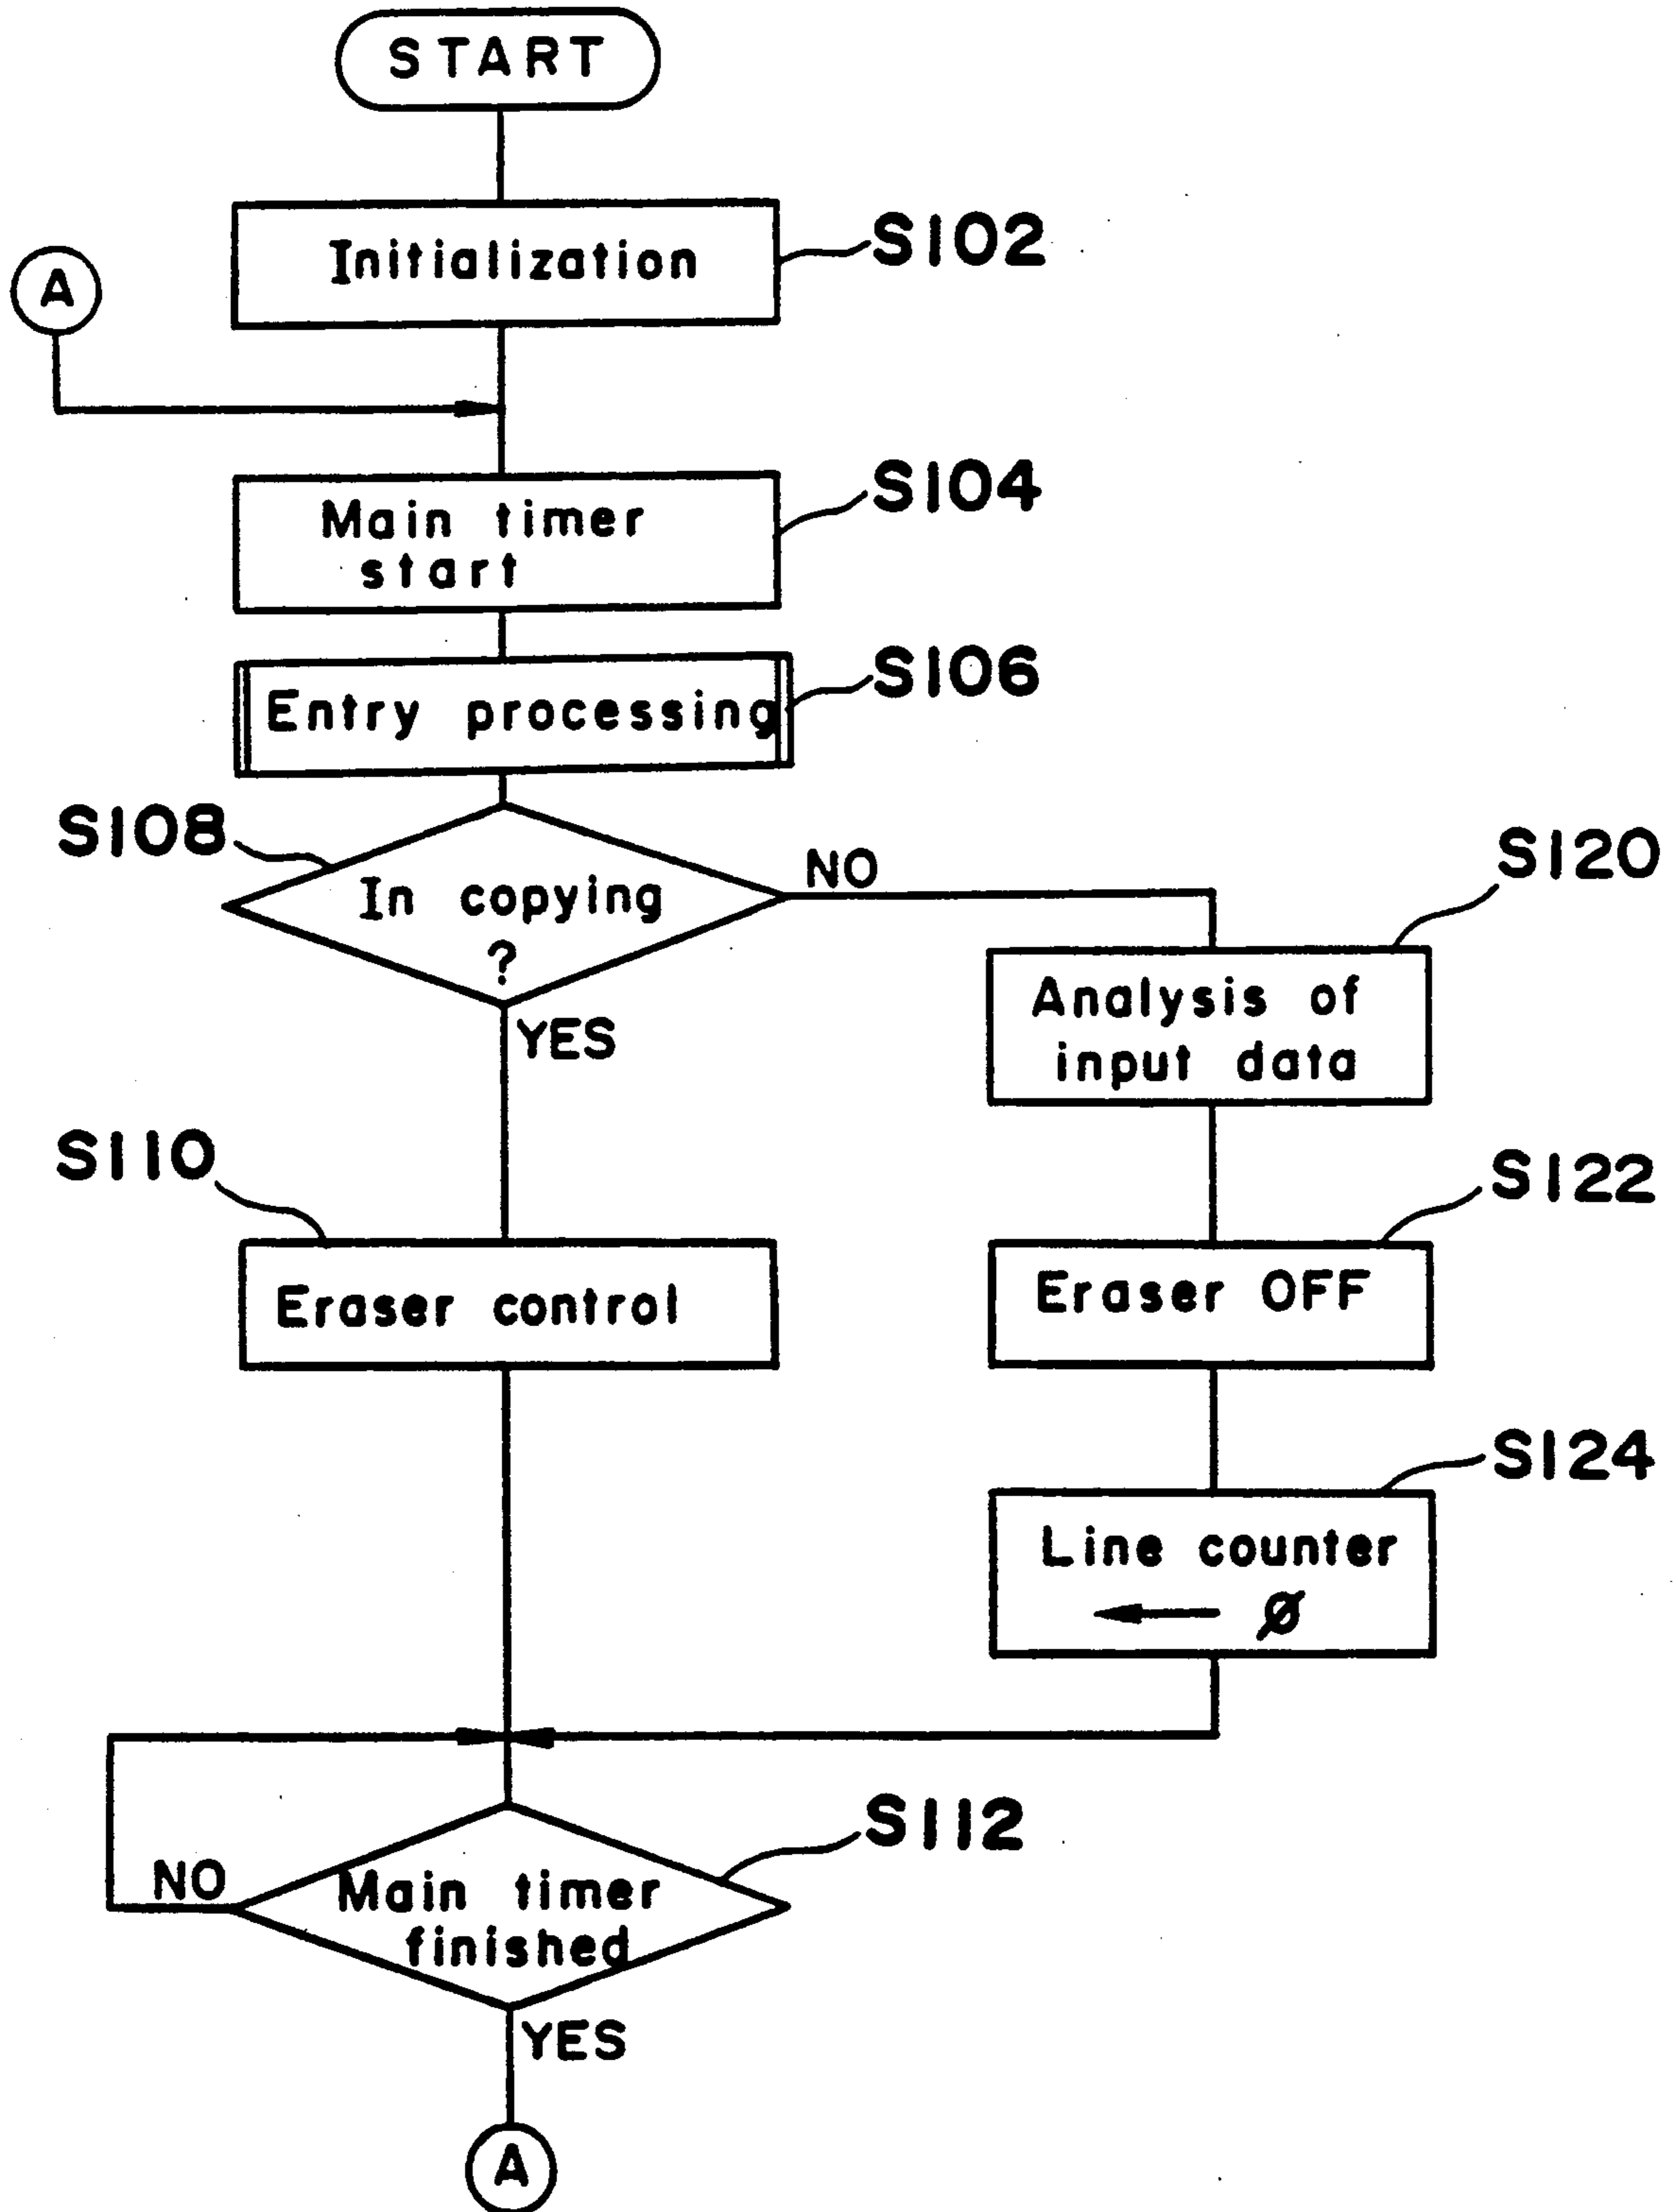 START
Initialization
S102
A
Main timer
start
S104
Entry processing
S106
S108
In copying
?
NO
YES
S120
Analysis of
input data
S110
Eraser control
S122
Eraser OFF
S124
Line counter
← Ø
S112
Main timer
finished
NO
YES
A